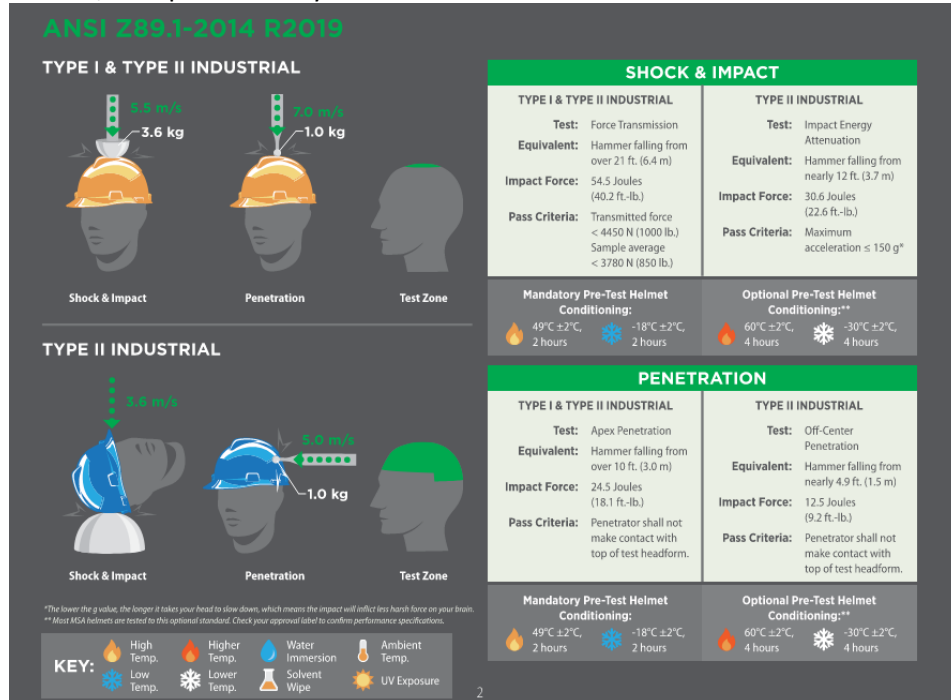 ANSI Z89.1-2014 R2019
TYPE I & TYPE II INDUSTRIAL
5.5 m/s
3.6 kg
7.0 m/s
1.0 kg
Shock & Impact
Penetration
Test Zone
TYPE II INDUSTRIAL
3.6 m/s
5.0 m/s
1.0 kg
Shock & Impact
Penetration
Test Zone
*The lower the g value, the longer it takes your head to slow down, which means the impact will inflict less harsh force on your brain.
** Most MSA helmets are tested to this optional standard. Check your approval label to confirm performance specifications.
KEY:
High
Temp.
Higher
Temp.
Water
Immersion
Ambient
Temp.
Low
Temp.
Lower
Temp.
Solvent
Wipe
UV Exposure
SHOCK & IMPACT
TYPE I & TYPE II INDUSTRIAL
Test: Force Transmission
Equivalent: Hammer falling from
over 21 ft. (6.4 m)
Impact Force: 54.5 Joules
(40.2 ft.-lb.)
Pass Criteria: Transmitted force
< 4450 N (1000 lb.)
Sample average
< 3780 N (850 lb.)
TYPE II INDUSTRIAL
Test: Impact Energy
Attenuation
Equivalent: Hammer falling from
nearly 12 ft. (3.7 m)
Impact Force: 30.6 Joules
(22.6 ft.-lb.)
Pass Criteria: Maximum
acceleration ≤ 150 g*
Mandatory Pre-Test Helmet
Conditioning:
49°C ±2°C,
2 hours
-18°C ±2°C,
2 hours
Optional Pre-Test Helmet
Conditioning:**
60°C ±2°C,
4 hours
-30°C ±2°C,
4 hours
PENETRATION
TYPE I & TYPE II INDUSTRIAL
Test: Apex Penetration
Equivalent: Hammer falling from
over 10 ft. (3.0 m)
Impact Force: 24.5 Joules
(18.1 ft.-lb.)
Pass Criteria: Penetrator shall not
make contact with
top of test headform.
TYPE II INDUSTRIAL
Test: Off-Center
Penetration
Equivalent: Hammer falling from
nearly 4.9 ft. (1.5 m)
Impact Force: 12.5 Joules
(9.2 ft.-lb.)
Pass Criteria: Penetrator shall not
make contact with
top of test headform.
Mandatory Pre-Test Helmet
Conditioning:
49°C ±2°C,
2 hours
-18°C ±2°C,
2 hours
Optional Pre-Test Helmet
Conditioning:**
60°C ±2°C,
4 hours
-30°C ±2°C,
4 hours
2